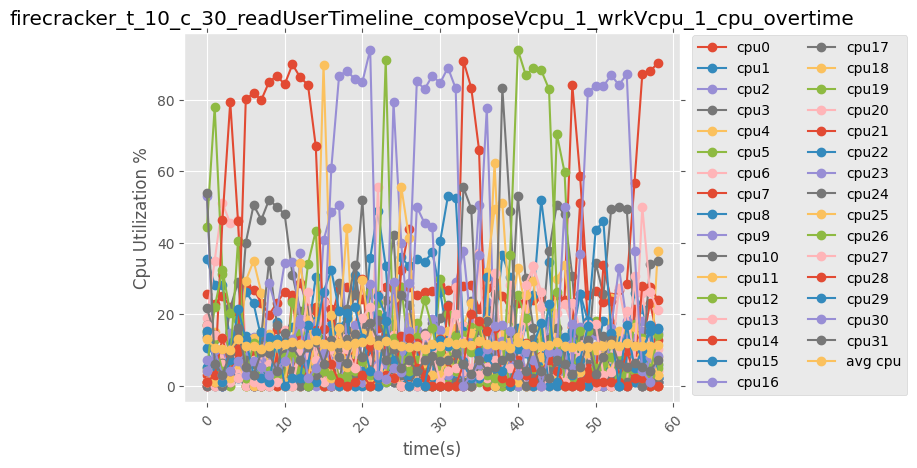 firecracker_t_10_c_30_readUserTimeline_composeVcpu_1_wrkVcpu_1_cpu_overtime
Cpu Utilization %
80
60
40
20
0
0
10
20
30
40
50
60
time(s)
cpu0
cpu1
cpu2
cpu3
cpu4
cpu5
cpu6
cpu7
cpu8
cpu9
cpu10
cpu11
cpu12
cpu13
cpu14
cpu15
cpu16
cpu17
cpu18
cpu19
cpu20
cpu21
cpu22
cpu23
cpu24
cpu25
cpu26
cpu27
cpu28
cpu29
cpu30
cpu31
avg cpu